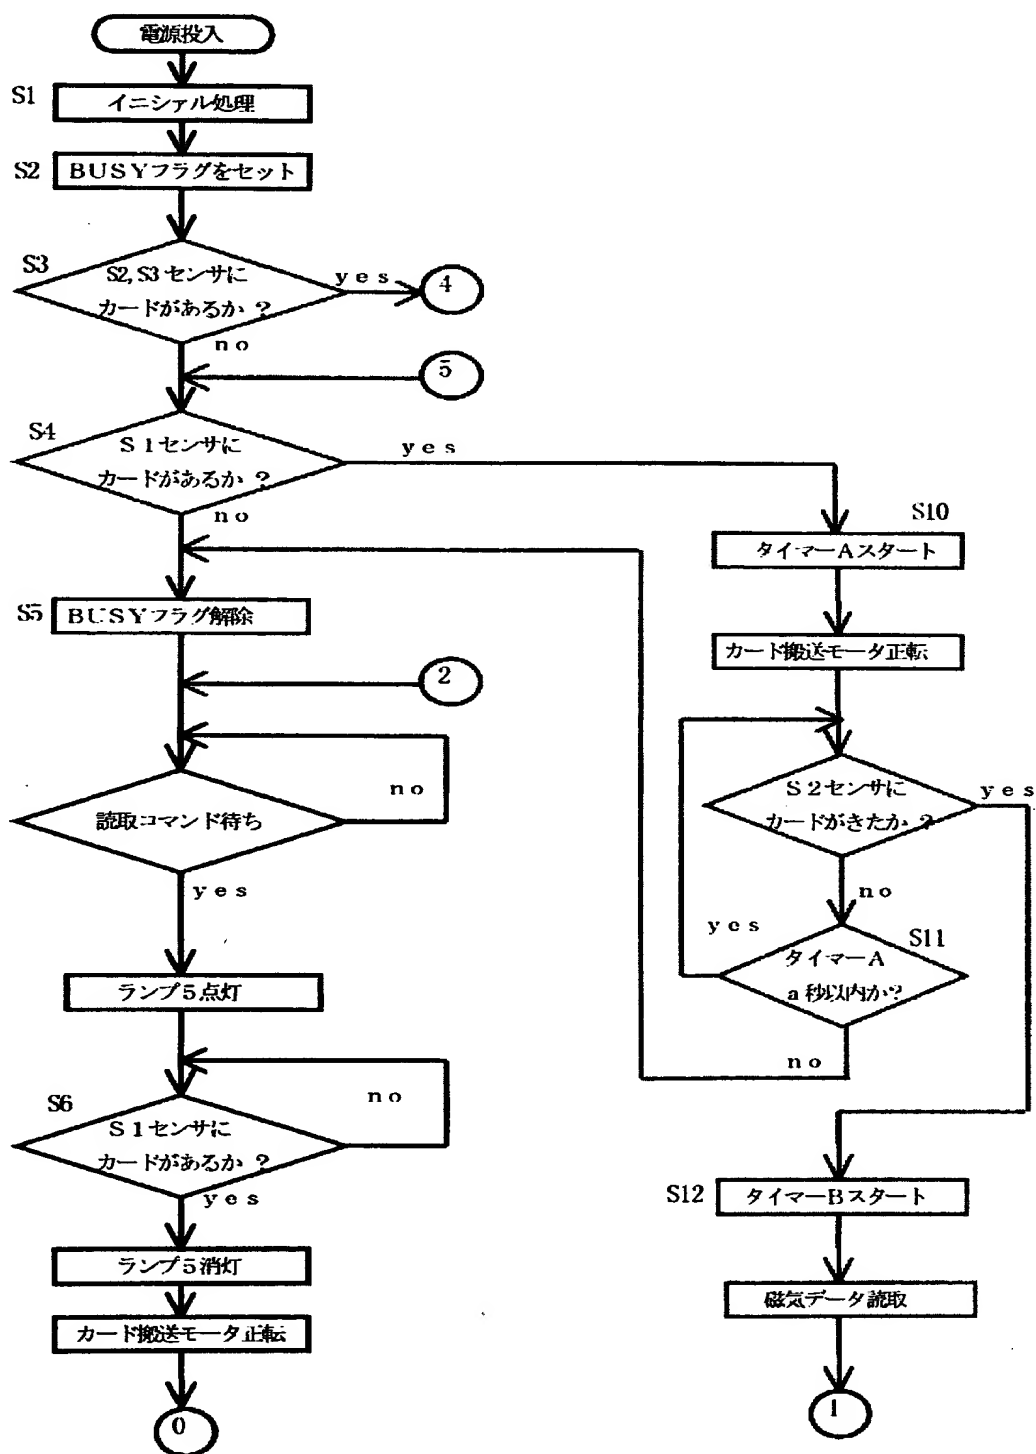 電源投入
S1
イニシァル処理
S2
BUSYフラグをセット
S3
S2,S3センサに
カードがあるか?
yes
4
no
5
S4
S1センサに
カードがあるか?
yes
no
S5
BUSYフラグ解除
2
読取コマンド待ち
no
yes
ランプ5点灯
S6
S1センサに
カードがあるか?
no
yes
ランプ5消灯
カード搬送モータ正転
0
S10
タイマーAスタート
カード搬送モータ正転
S2センサに
カードがきたか?
yes
no
S11
タイマーA
a秒以内か?
yes
no
S12
タイマーBスタート
磁気データ読取
1